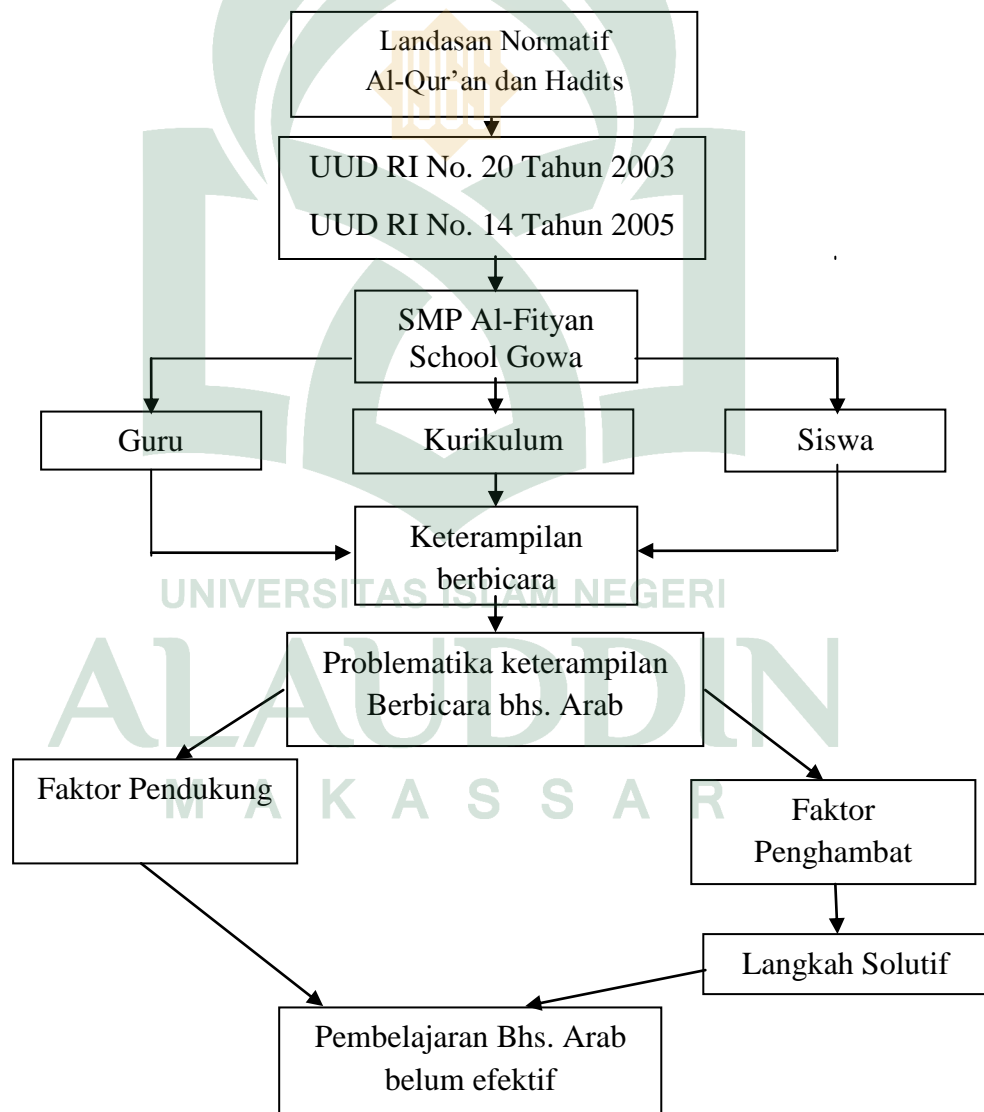 Landasan Normatif
Al-Qur'an dan Hadits
UUD RI No. 20 Tahun 2003
UUD RI No. 14 Tahun 2005
SMP Al-Fityan
School Gowa
Guru
Kurikulum
Siswa
Keterampilan
berbicara
UNIVERSITAS ISLAM NEGERI
Problematika keterampilan
Berbicara bhs. Arab
ALAUDDIN
Faktor Pendukung
MAKASSAR
Faktor
Penghambat
Langkah Solutif
Pembelajaran Bhs. Arab
belum efektif